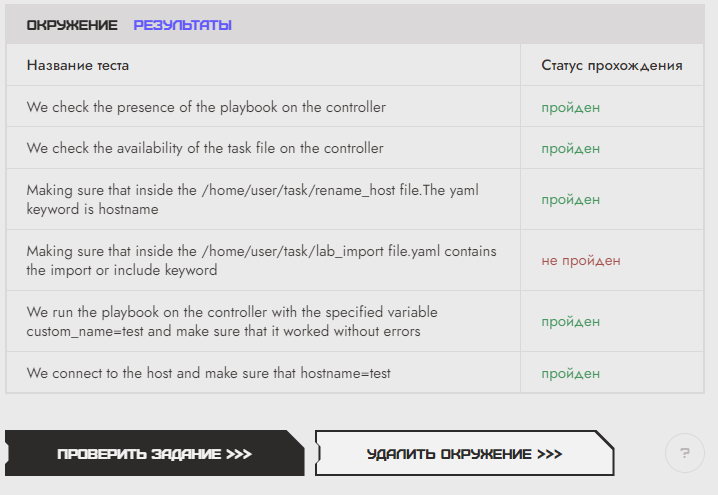 ОКРУЖЕНИЕ РЕЗУЛЬТАТЫ
Название теста Статус прохождения
We check the presence of the playbook on the controller пройден
We check the availability of the task file on the controller пройден
Making sure that inside the /home/user/task/rename_host file.The yaml
keyword is hostname
пройден
Making sure that inside the /home/user/task/lab_import file.yaml contains
the import or include keyword
не пройден
We run the playbook on the controller with the specified variable
custom_name=test and make sure that it worked without errors
пройден
We connect to the host and make sure that hostname=test пройден
ПРОВЕРИТЬ ЗАДАНИЕ >>> УДАЛИТЬ ОКРУЖЕНИЕ >>> ?